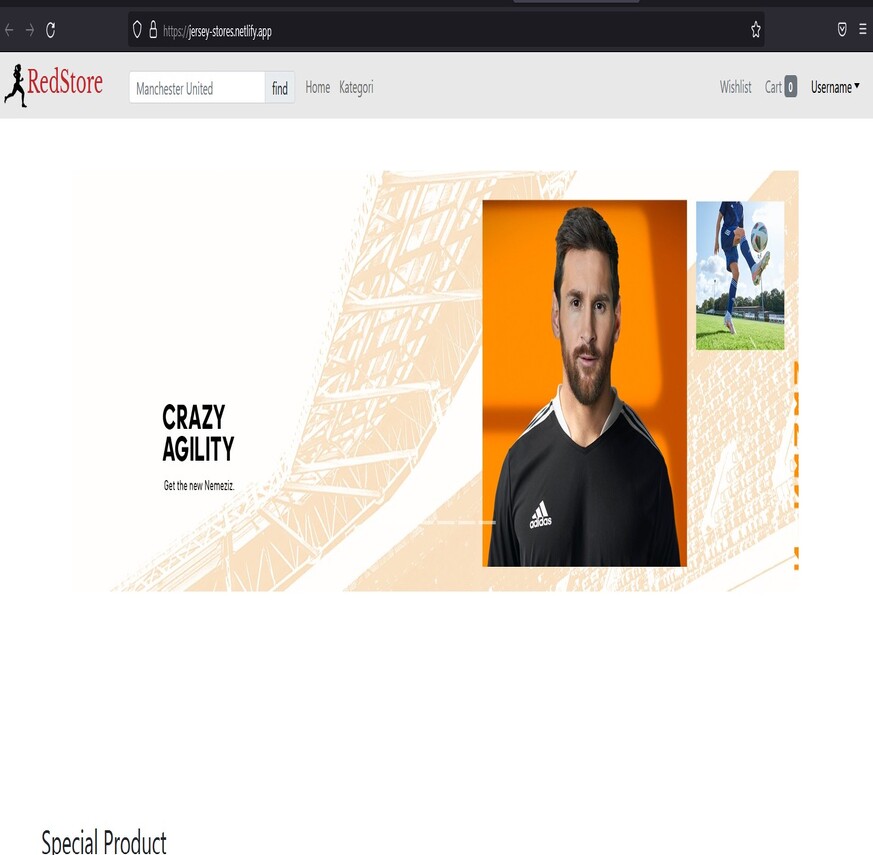 https://jersey-stores.netlify.app
RedStore
Manchester United
find
Home
Kategori
Wishlist
Cart 0
Username
CRAZY
AGILITY
Get the new Nemeziz.
adidas
Special Product